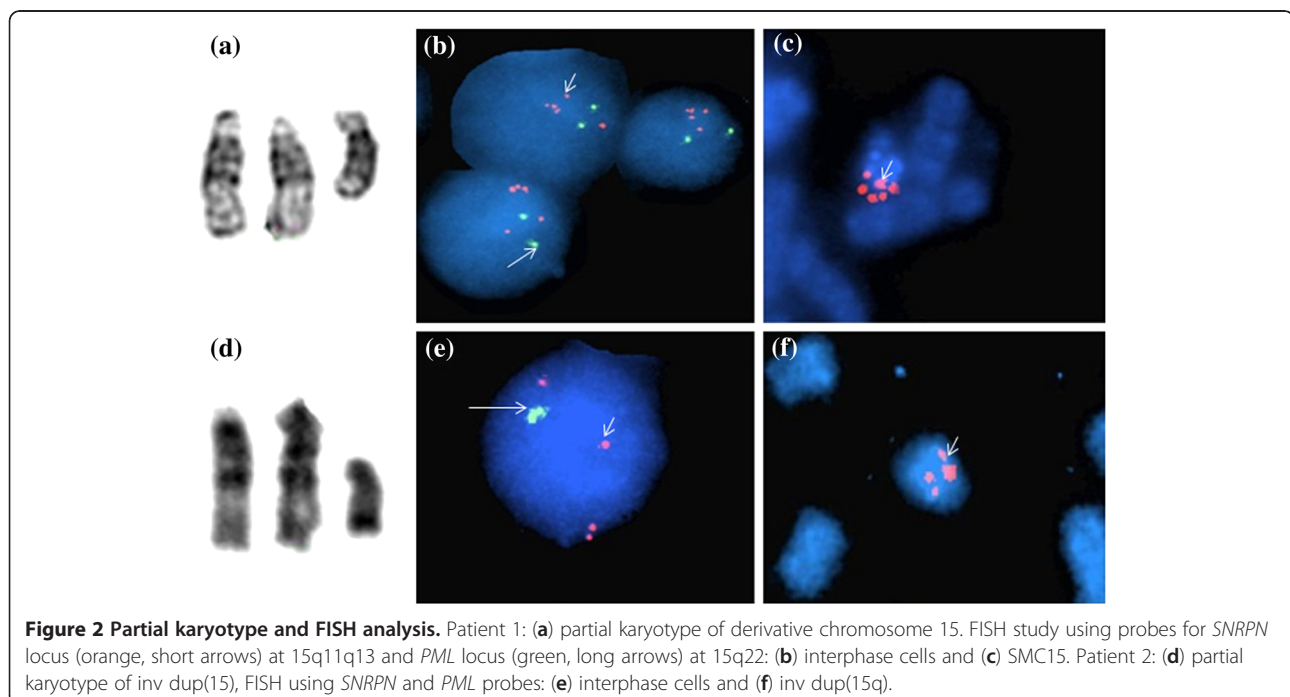 (a)
(b)
(c)
(d)
(e)
(f)
Figure 2 Partial karyotype and FISH analysis. Patient 1: (a) partial karyotype of derivative chromosome 15. FISH study using probes for SNRPN
locus (orange, short arrows) at 15q11q13 and PML locus (green, long arrows) at 15q22: (b) interphase cells and (c) SMC15. Patient 2: (d) partial
karyotype of inv dup(15), FISH using SNRPN and PML probes: (e) interphase cells and (f) inv dup(15q).